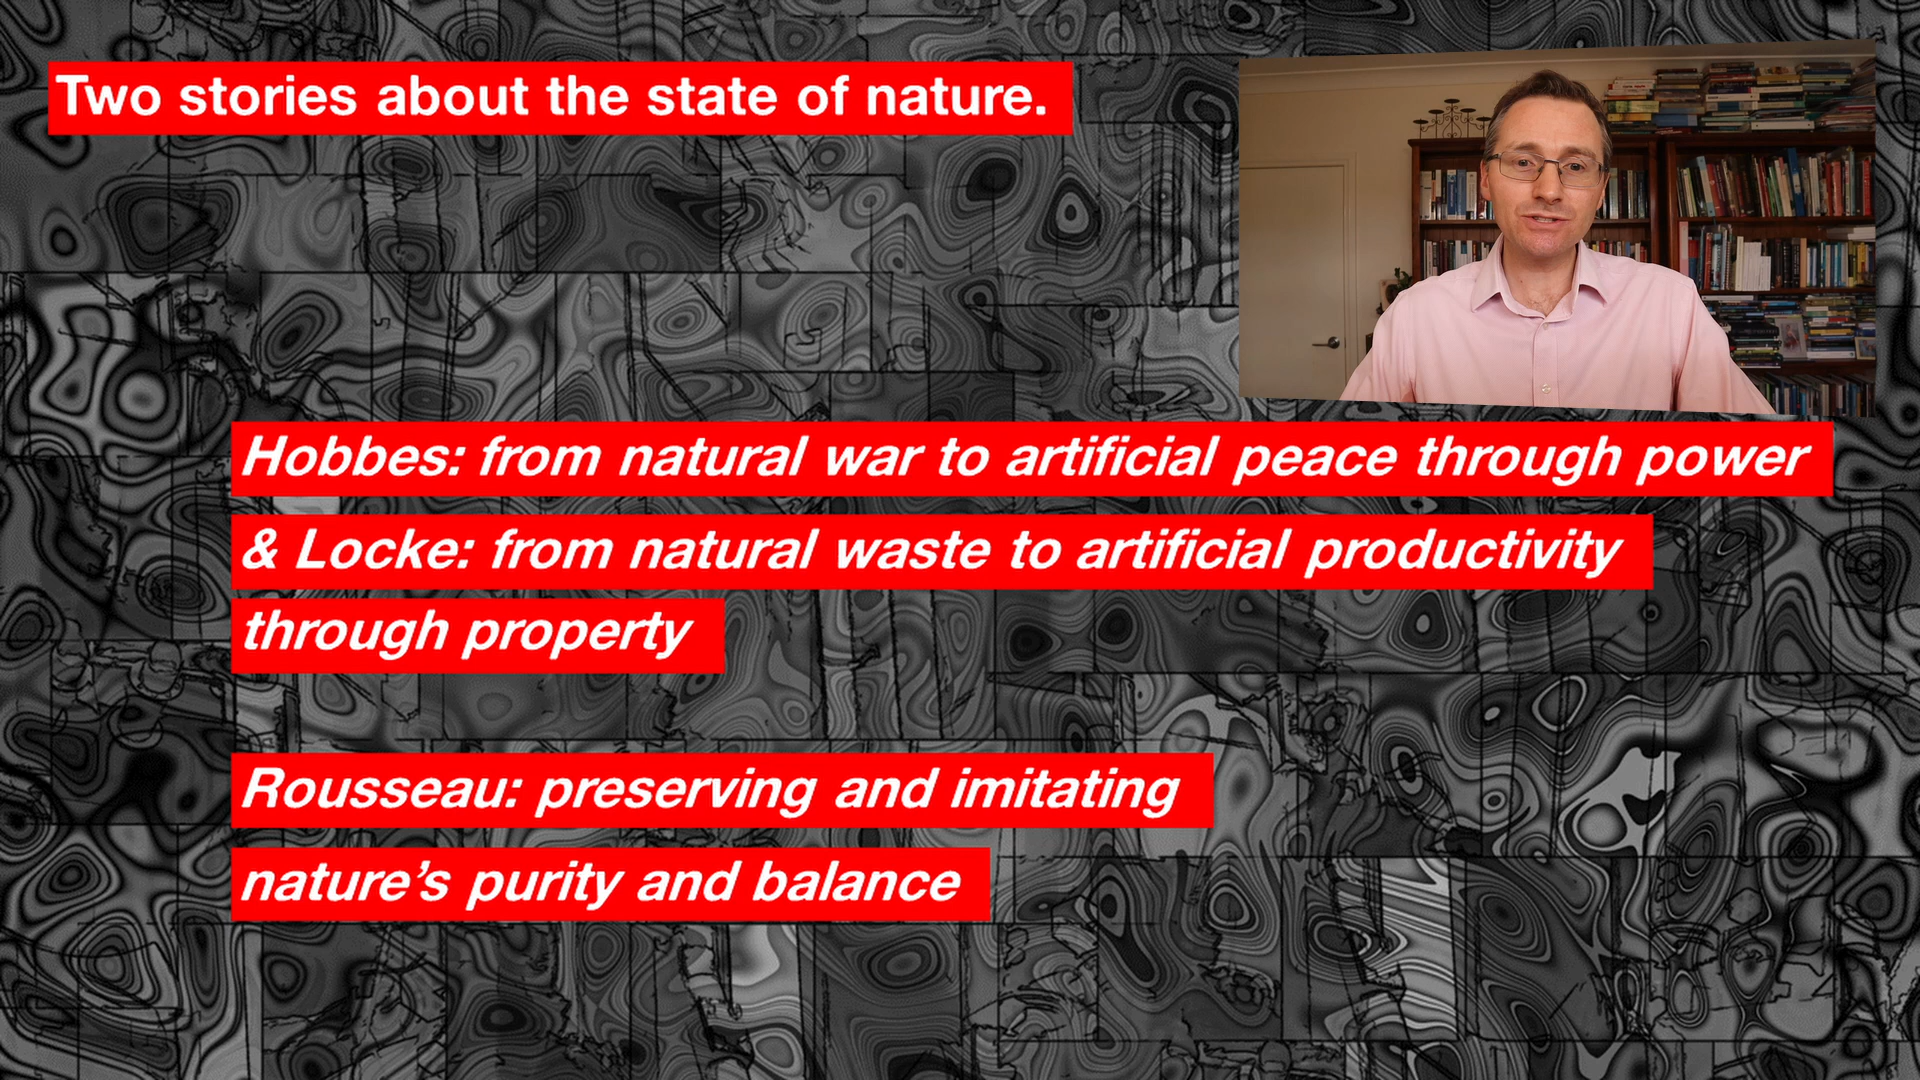 Two stories about the state of nature.
Hobbes: from natural war to artificial peace through power
& Locke: from natural waste to artificial productivity
through property
Rousseau: preserving and imitating
nature’s purity and balance